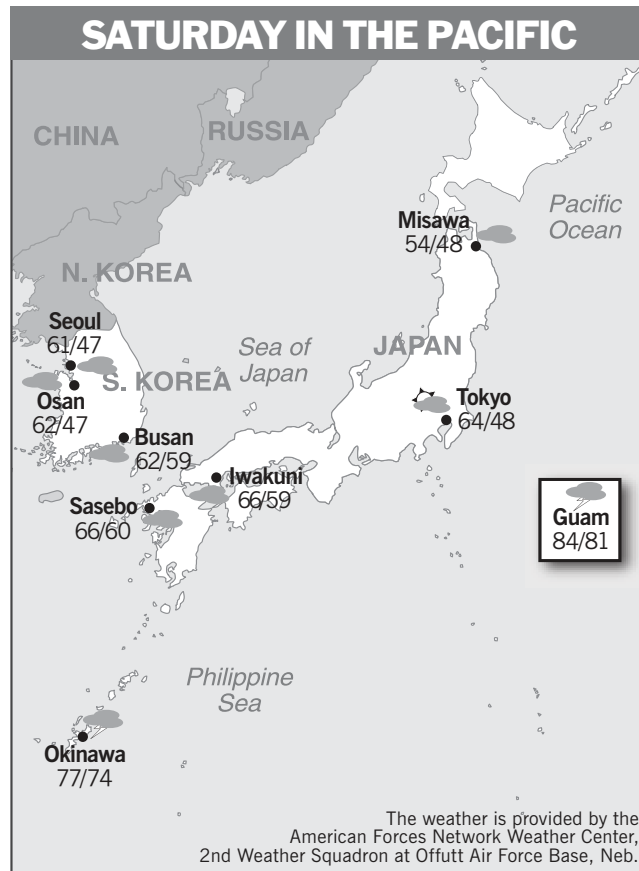 SATURDAY IN THE PACIFIC
CHINA
RUSSIA
Pacific
Ocean
Misawa
54/48
N. KOREA
Seoul
61/47
Sea of
Japan
JAPAN
S. KOREA
Osan
62/47
Tokyo
64/48
Busan
62/59
Iwakuni
66/59
Sasebo
66/60
Guam
84/81
Philippine
Sea
Okinawa
77/74
The weather is provided by the
American Forces Network Weather Center,
2nd Weather Squadron at Offutt Air Force Base, Neb.